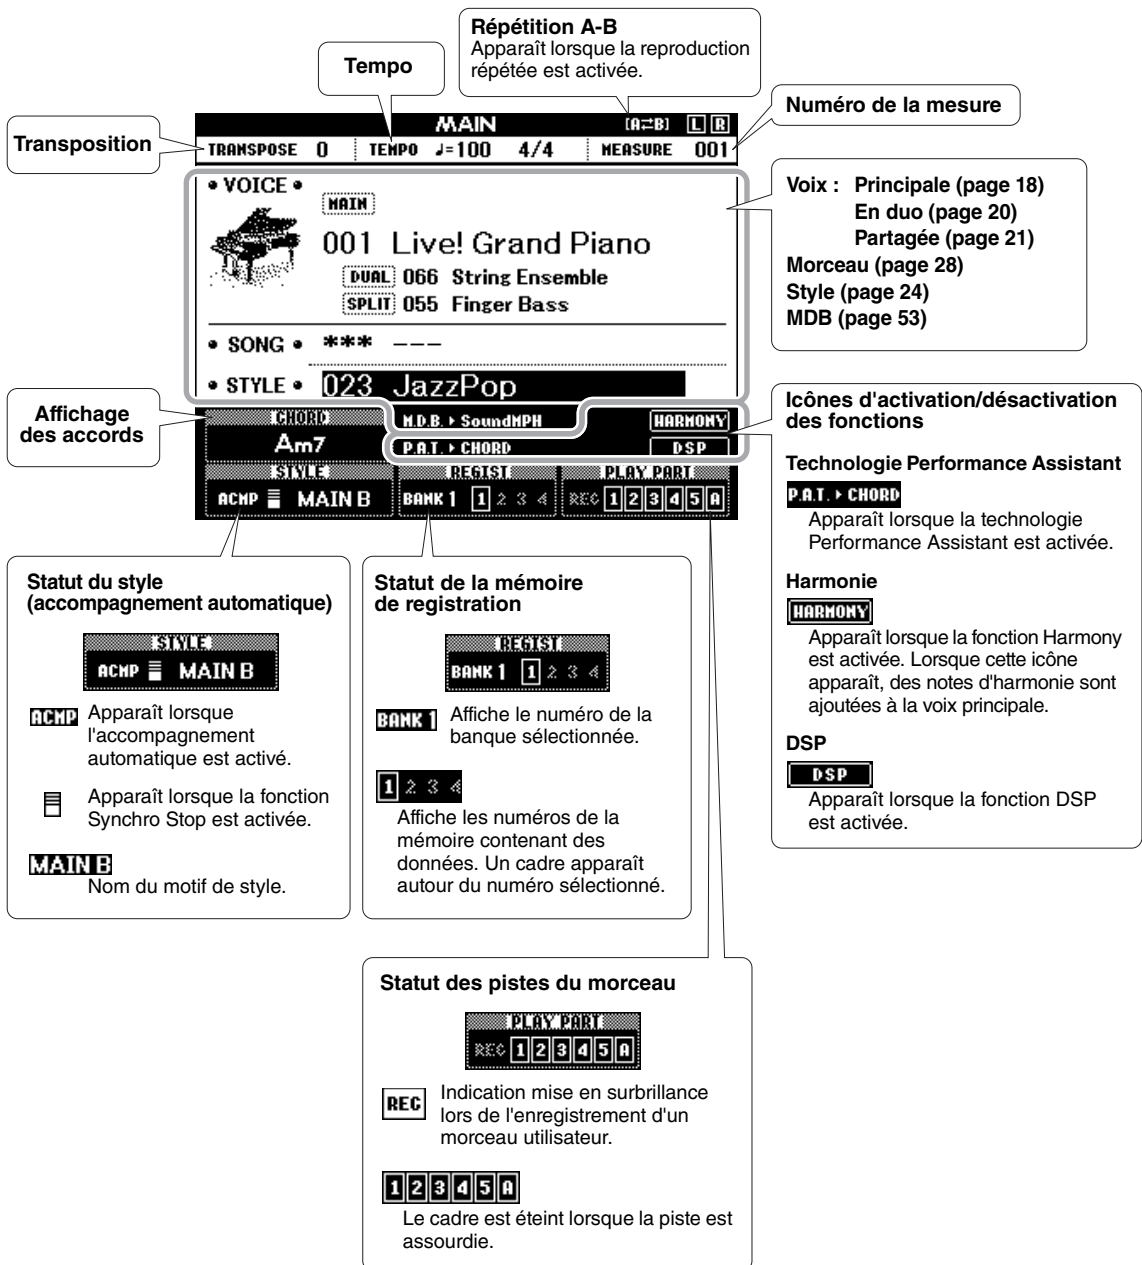 Répétition A-B
Apparaît lorsque la reproduction
répétée est activée.
Tempo
Numéro de la mesure
Transposition
MAIN [A⇄B] L R
TRANSPOSE 0 TEMPO ♩=100 4/4 MEASURE 001
• VOICE •
MAIN
001 Live! Grand Piano
DUAL 066 String Ensemble
SPLIT 055 Finger Bass
• SONG • *** ---
• STYLE • 023 JazzPop
CHORD M.D.B. ▸ SoundMPH HARMONY
Am7 P.A.T. ▸ CHORD DSP
STYLE REGIST PLAY PART
ACMP MAIN B BANK 1 1 2 3 4 REC 1 2 3 4 5 A
Voix : Principale (page 18)
En duo (page 20)
Partagée (page 21)
Morceau (page 28)
Style (page 24)
MDB (page 53)
Affichage
des accords
Icônes d'activation/désactivation
des fonctions
Technologie Performance Assistant
P.A.T. ▸ CHORD
Apparaît lorsque la technologie
Performance Assistant est activée.
Harmonie
HARMONY
Apparaît lorsque la fonction Harmony
est activée. Lorsque cette icône
apparaît, des notes d'harmonie sont
ajoutées à la voix principale.
DSP
DSP
Apparaît lorsque la fonction DSP
est activée.
Statut du style
(accompagnement automatique)
STYLE
ACMP MAIN B
ACMP Apparaît lorsque
l'accompagnement
automatique est activé.
Apparaît lorsque la fonction
Synchro Stop est activée.
MAIN B
Nom du motif de style.
Statut de la mémoire
de registration
REGIST
BANK 1 1 2 3 4
BANK 1 Affiche le numéro de la
banque sélectionnée.
1 2 3 4
Affiche les numéros de la
mémoire contenant des
données. Un cadre apparaît
autour du numéro sélectionné.
Statut des pistes du morceau
PLAY PART
REC 1 2 3 4 5 A
REC Indication mise en surbrillance
lors de l'enregistrement d'un
morceau utilisateur.
1 2 3 4 5 A
Le cadre est éteint lorsque la piste est
assourdie.